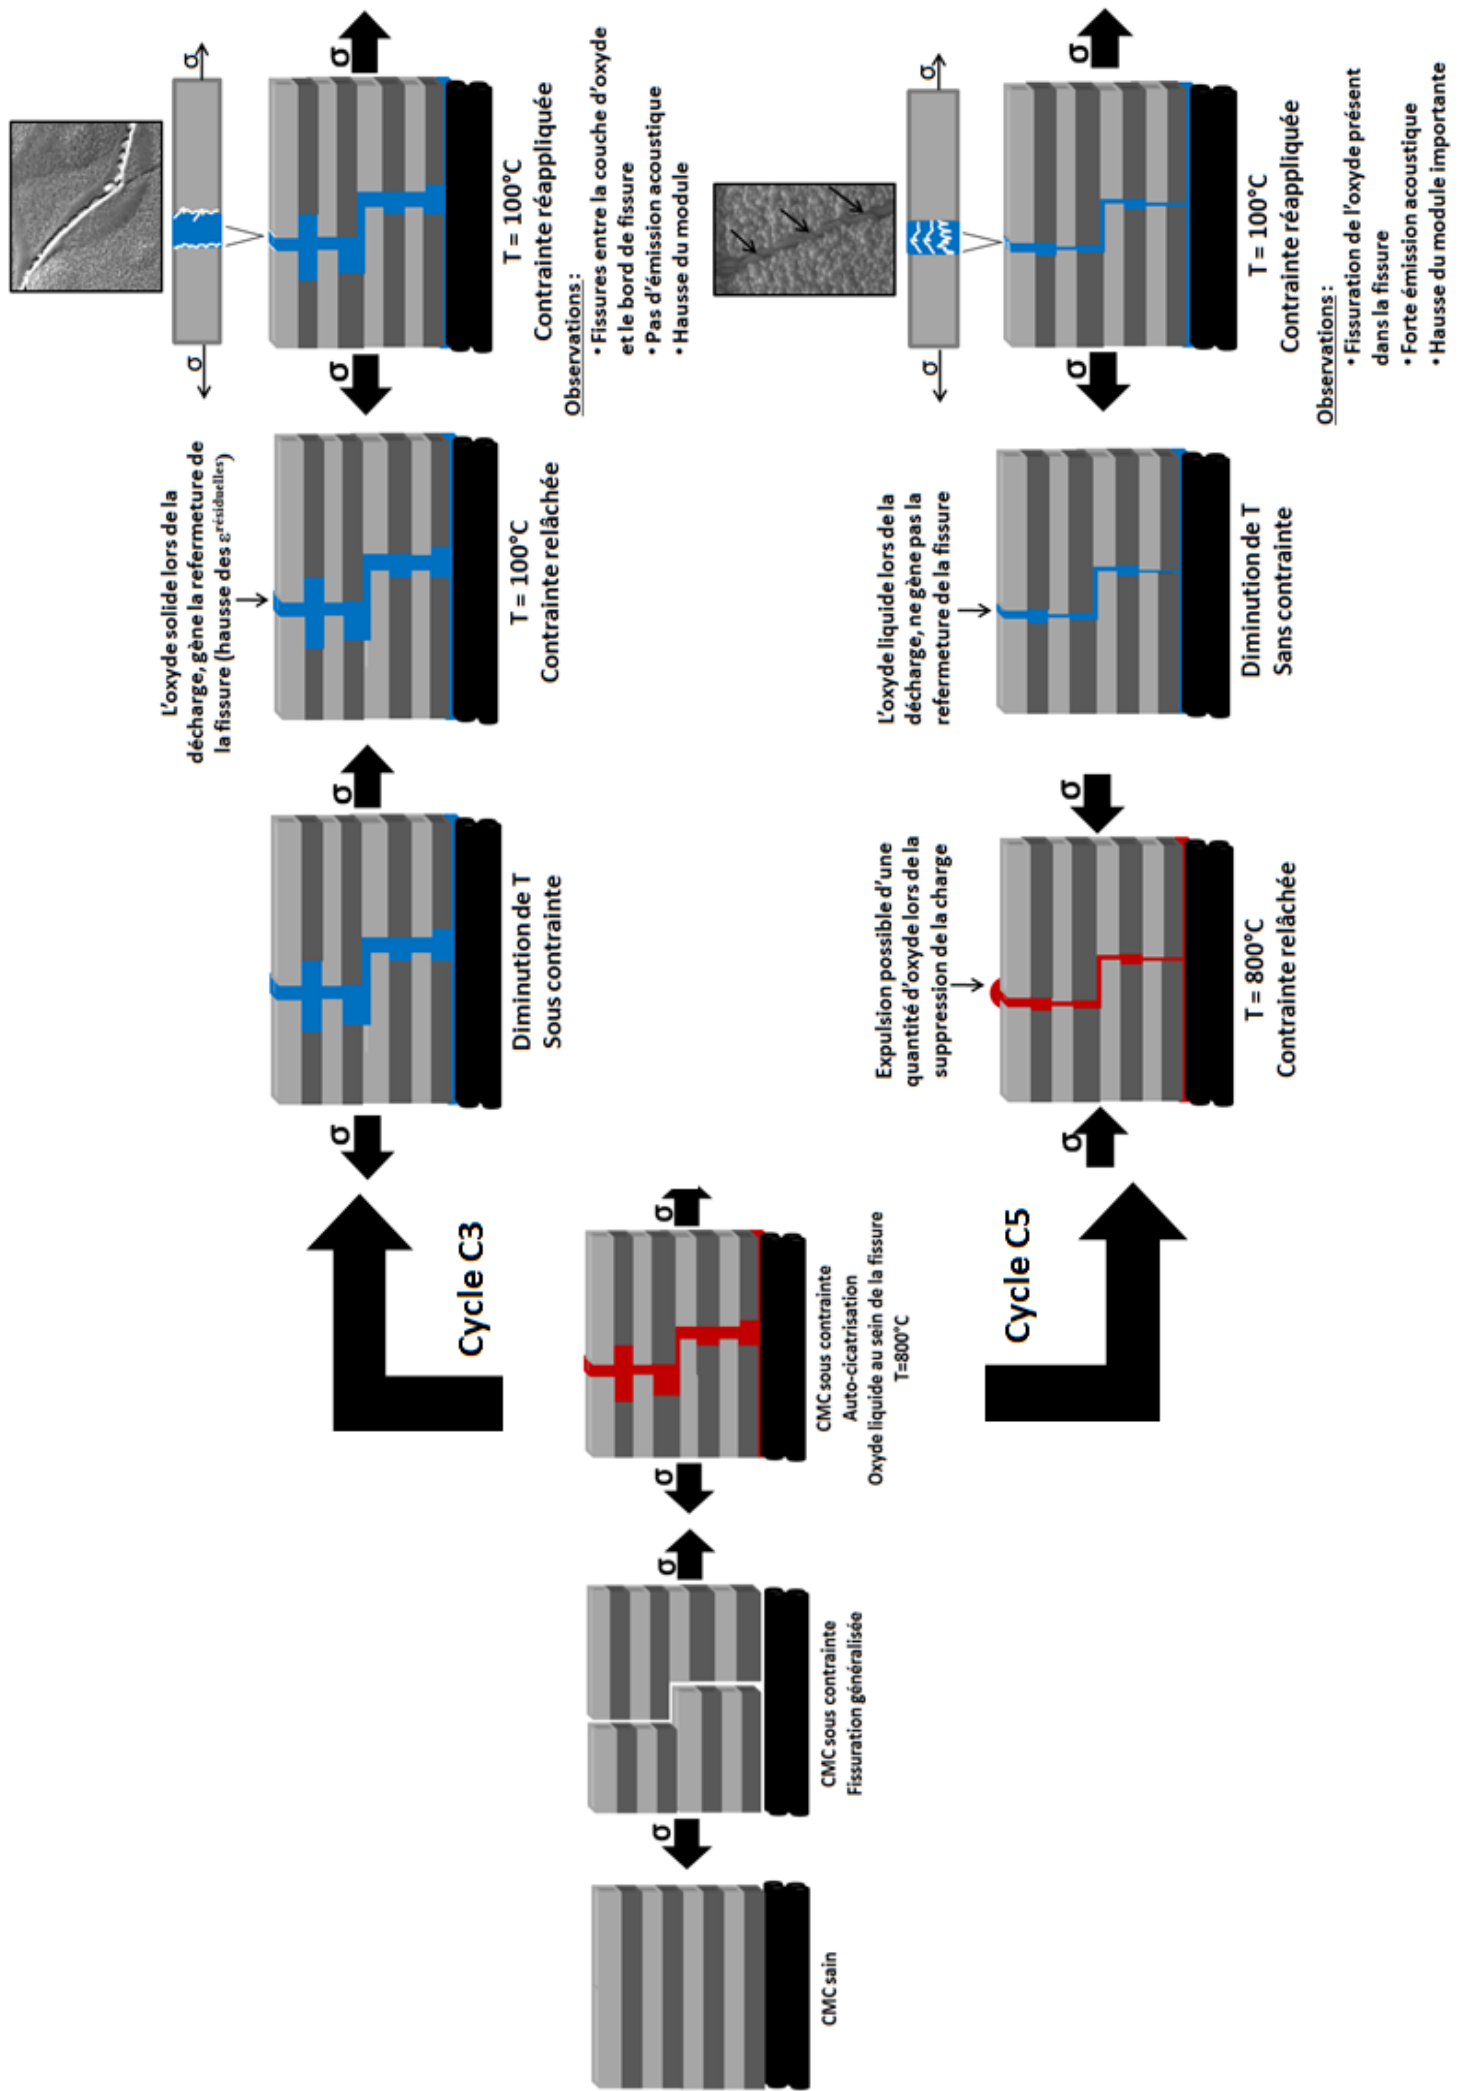 CMC sain
σ
σ
CMC sous contrainte
Fissuration généralisée
σ
σ
CMC sous contrainte
Auto-cicatrisation
Oxyde liquide au sein de la fissure
T=800°C
Cycle C3
σ
σ
Diminution de T
Sous contrainte
L'oxyde solide lors de la
décharge, gène la refermeture de
la fissure (hausse des εrésiduelles)
T = 100°C
Contrainte relâchée
σ
σ
σ
σ
T = 100°C
Contrainte réappliquée
Observations :
• Fissures entre la couche d'oxyde
et le bord de fissure
• Pas d'émission acoustique
• Hausse du module
Cycle C5
Expulsion possible d'une
quantité d'oxyde lors de la
suppression de la charge
σ
σ
T = 800°C
Contrainte relâchée
L'oxyde liquide lors de la
décharge, ne gène pas la
refermeture de la fissure
Diminution de T
Sans contrainte
σ
σ
σ
σ
T = 100°C
Contrainte réappliquée
Observations :
• Fissuration de l'oxyde présent
dans la fissure
• Forte émission acoustique
• Hausse du module importante